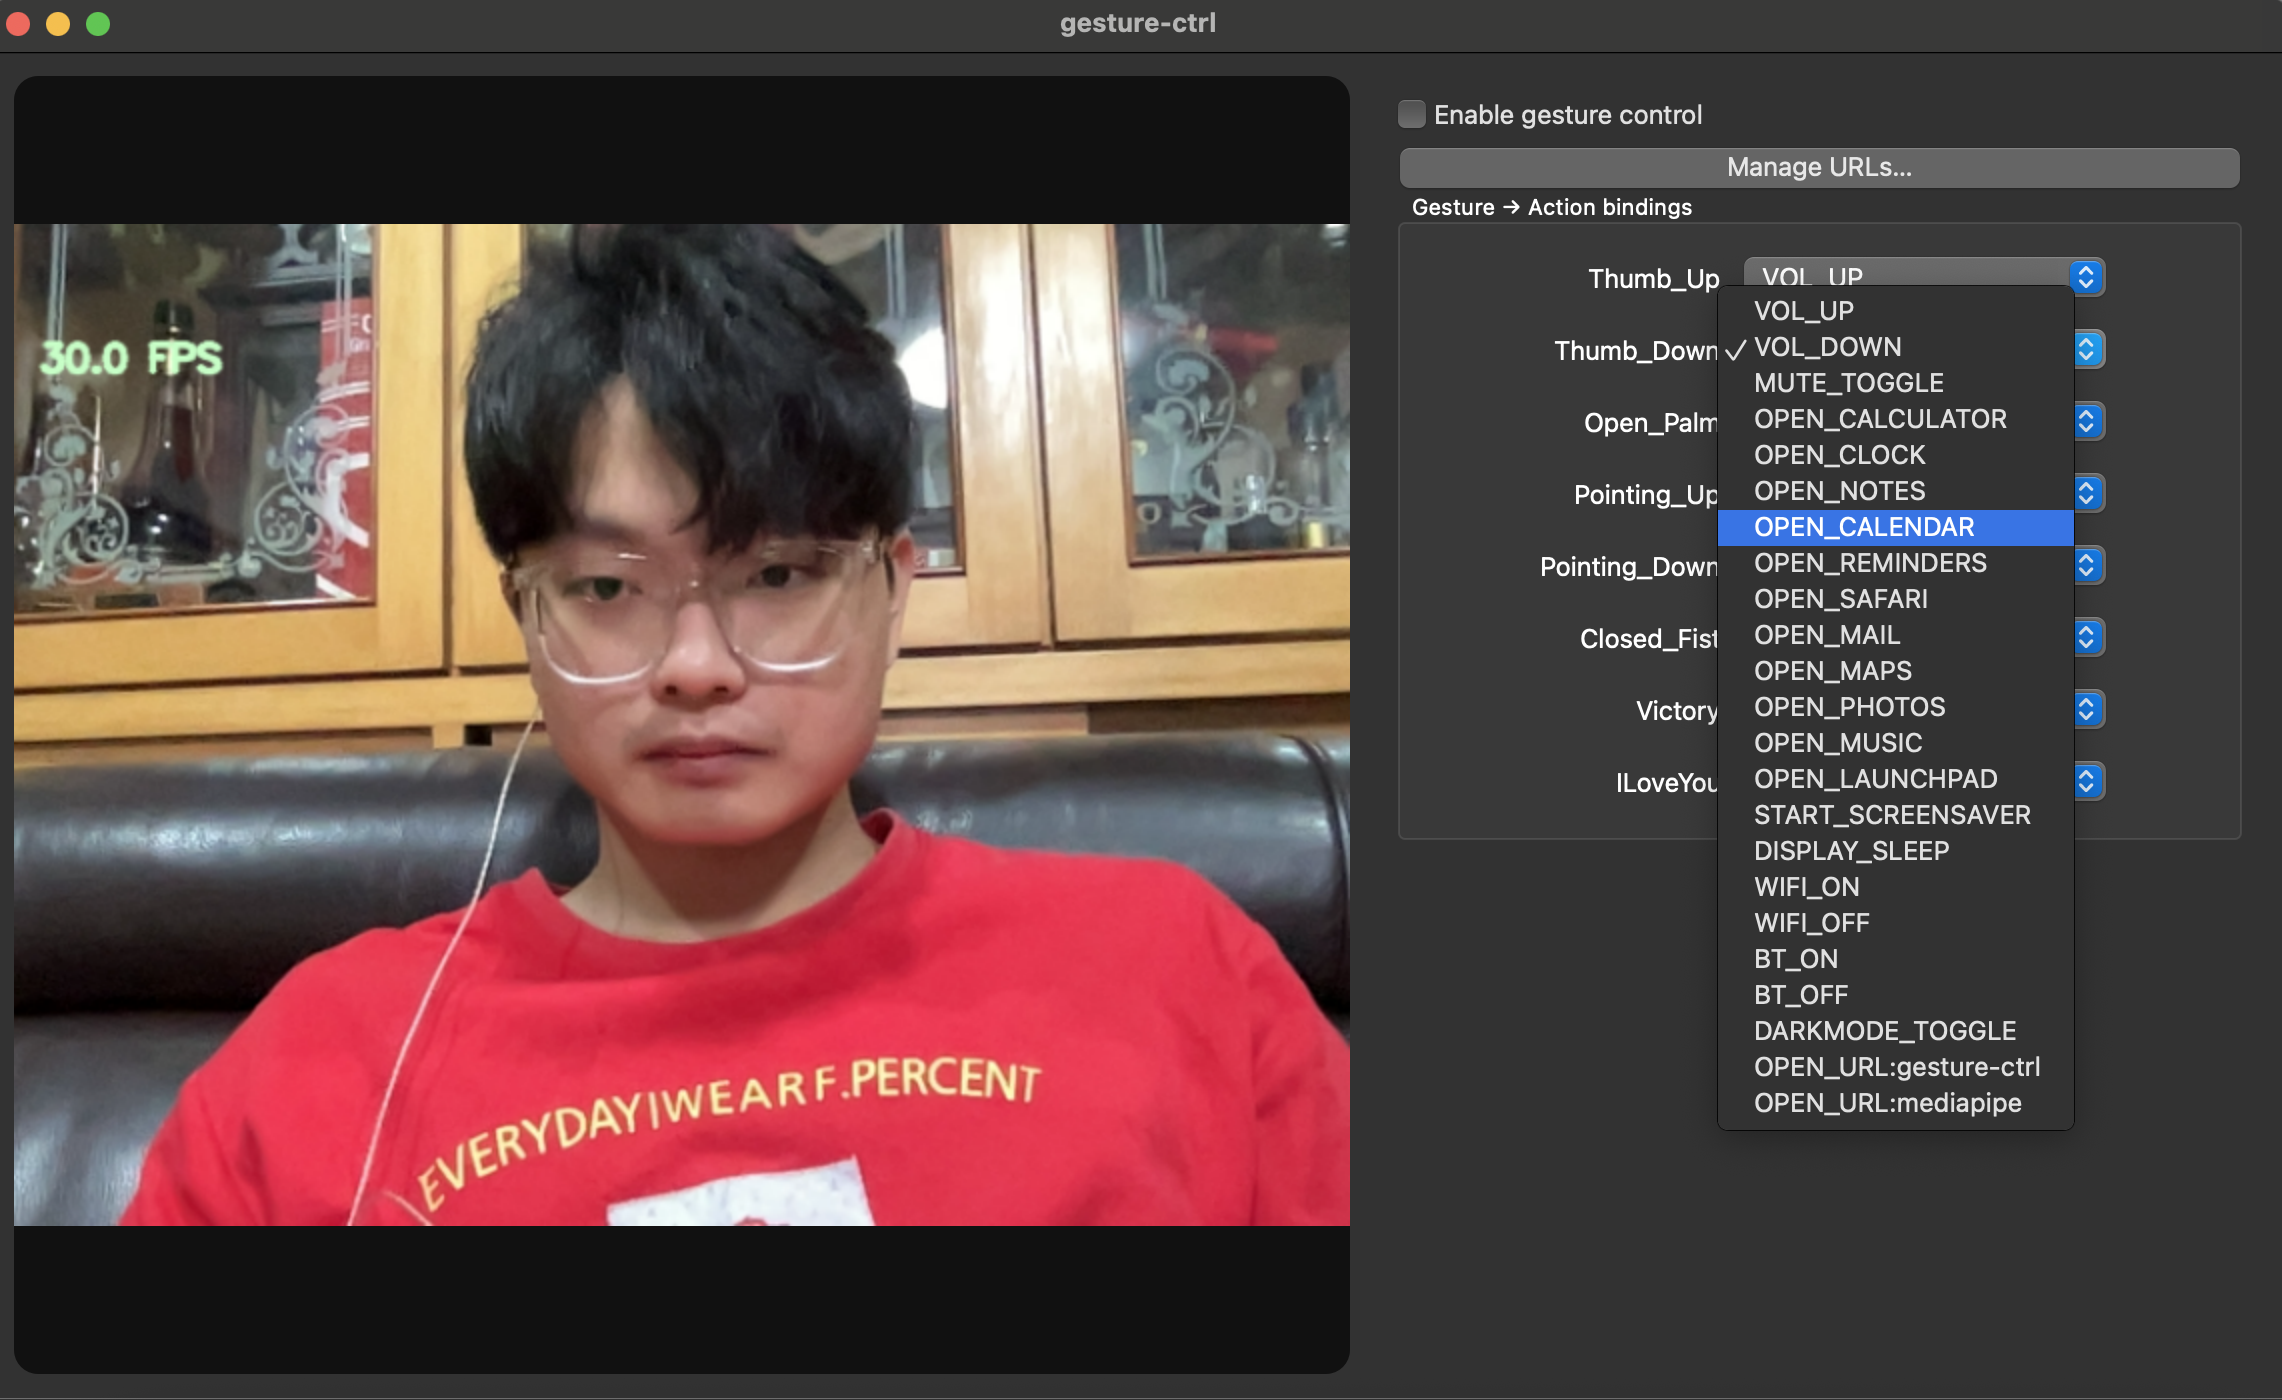 gesture-ctrl
30.0 FPS
EVERYDAYIWEAR F.PERCENT
Enable gesture control
Manage URLs...
Gesture → Action bindings
Thumb_Up VOL_UP
Thumb_Down
Open_Palm
Pointing_Up
Pointing_Down
Closed_Fist
Victory
ILoveYou
VOL_UP
✓ VOL_DOWN
MUTE_TOGGLE
OPEN_CALCULATOR
OPEN_CLOCK
OPEN_NOTES
OPEN_CALENDAR
OPEN_REMINDERS
OPEN_SAFARI
OPEN_MAIL
OPEN_MAPS
OPEN_PHOTOS
OPEN_MUSIC
OPEN_LAUNCHPAD
START_SCREENSAVER
DISPLAY_SLEEP
WIFI_ON
WIFI_OFF
BT_ON
BT_OFF
DARKMODE_TOGGLE
OPEN_URL:gesture-ctrl
OPEN_URL:mediapipe